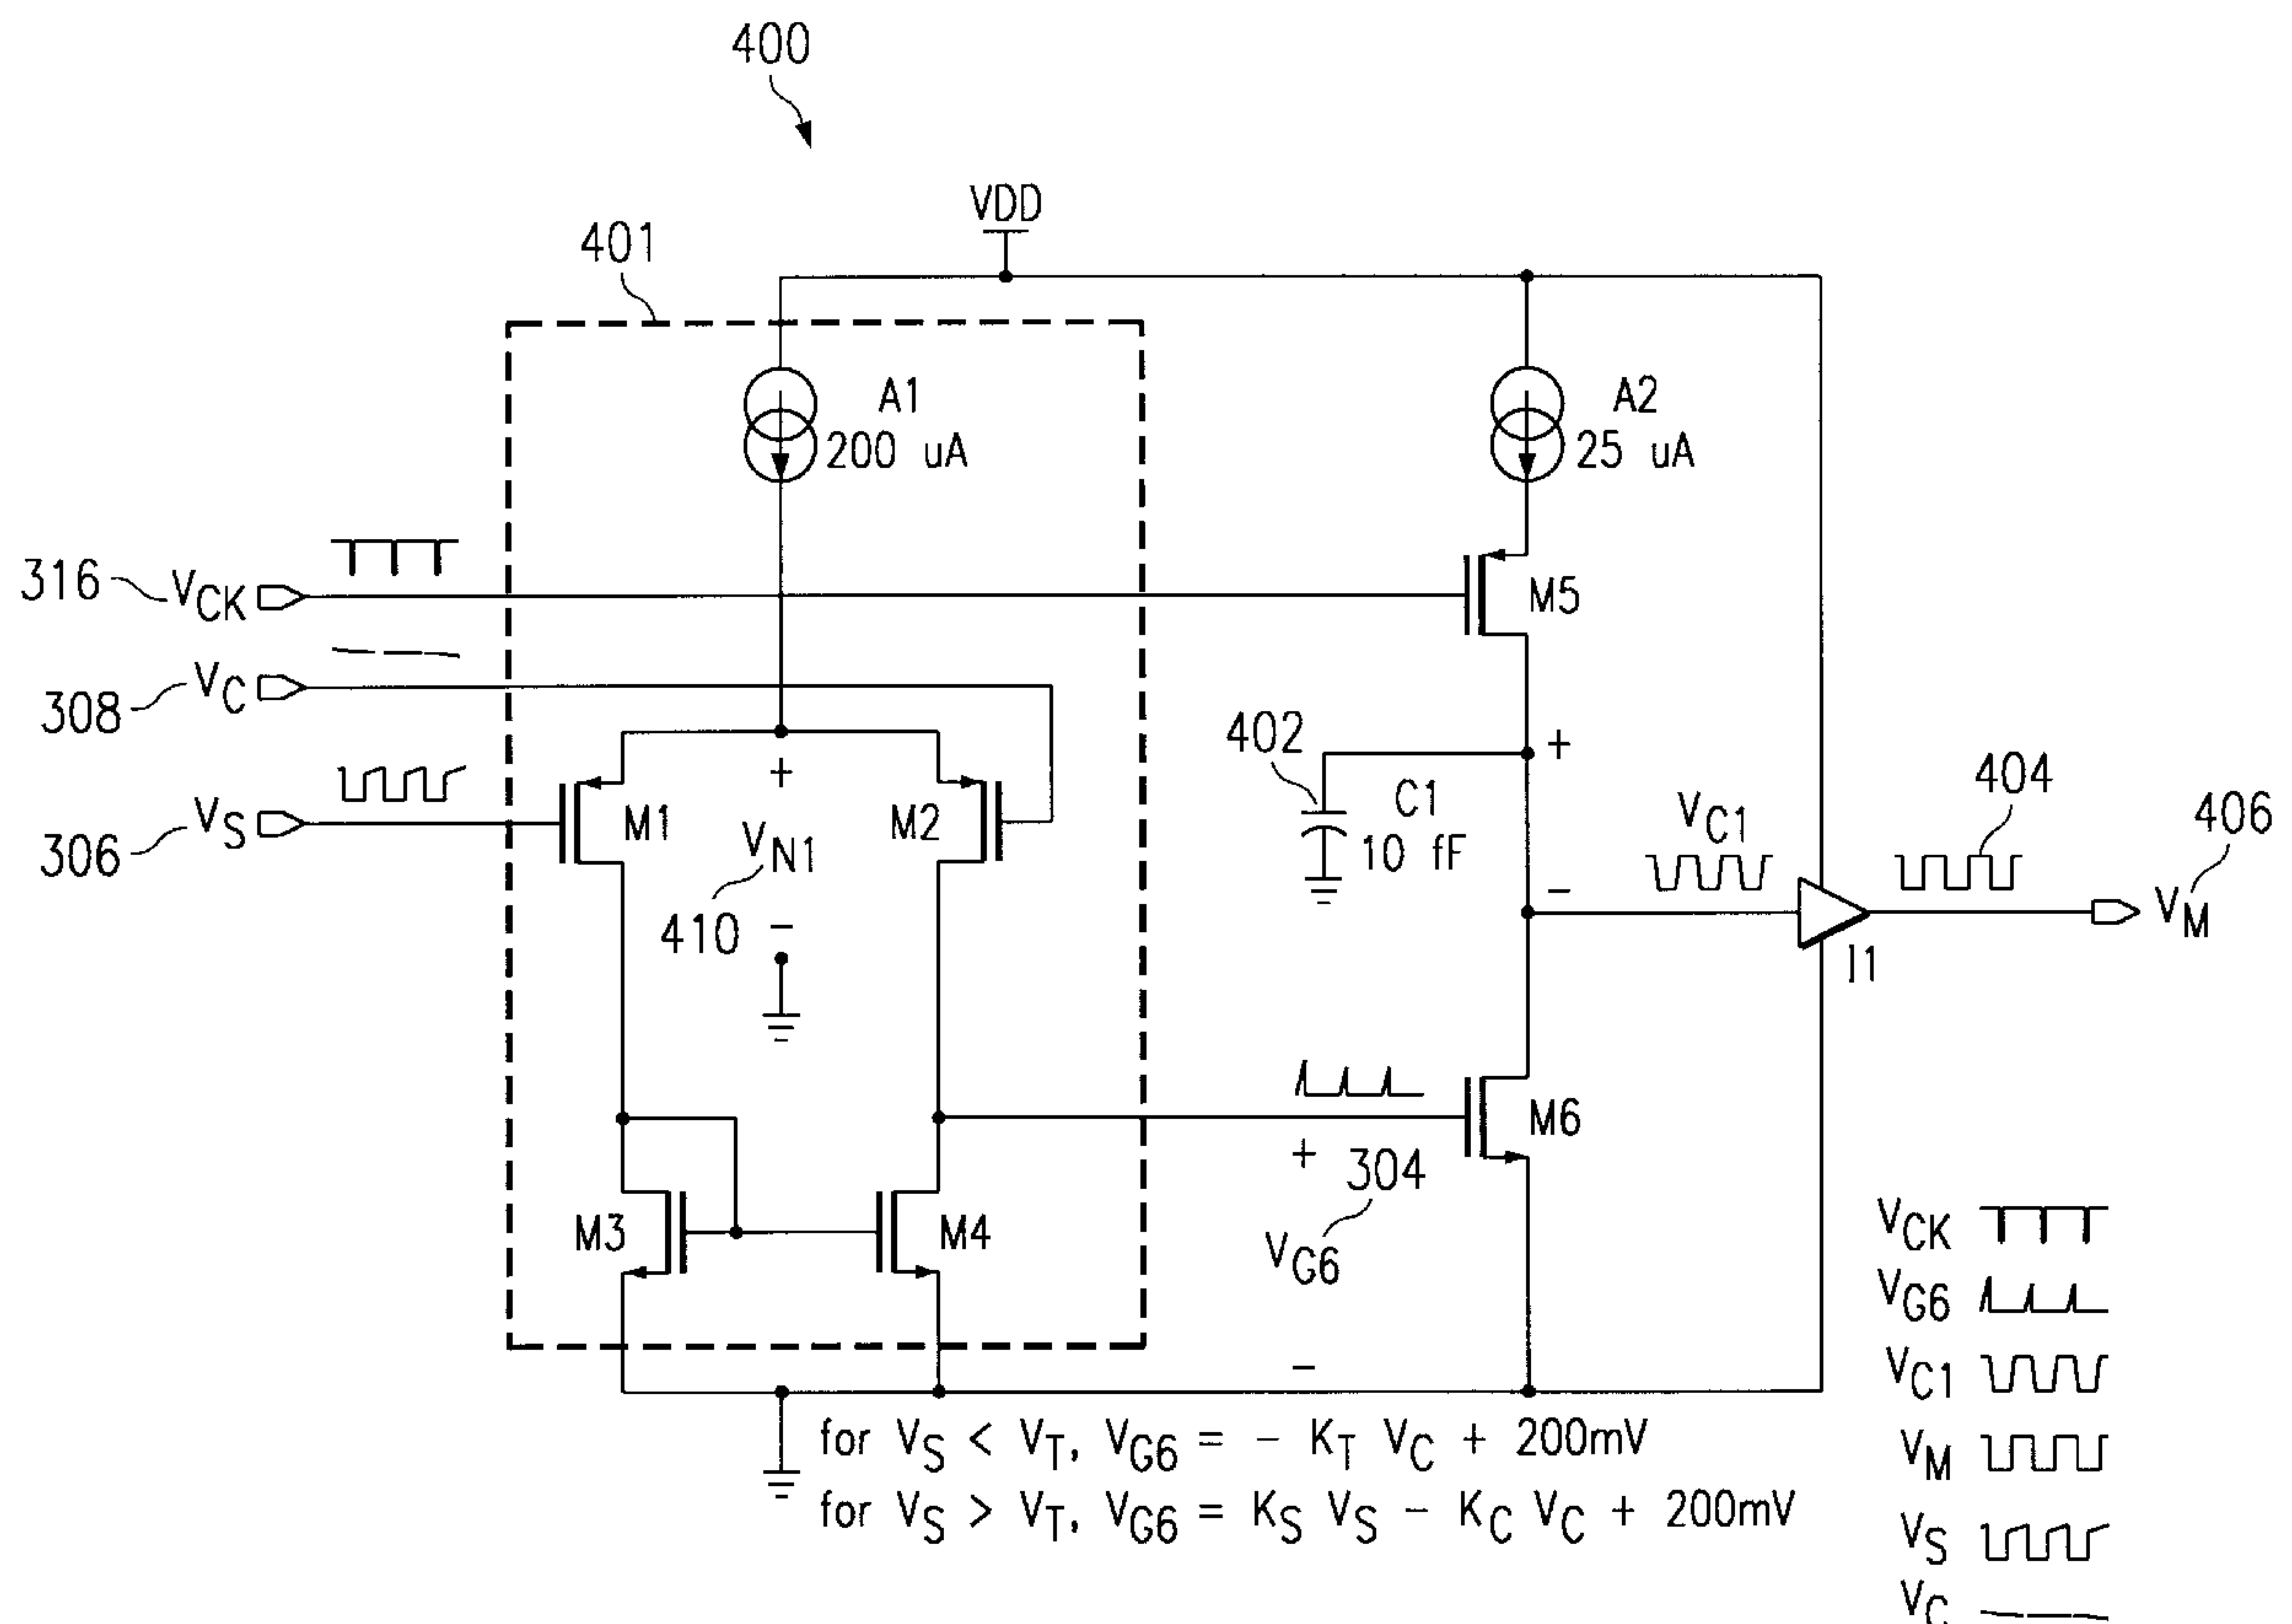 400
VDD
401
A1
200 uA
A2
25 uA
316
VCK
M5
308
VC
402
+
+
C1
10 fF
VC1
404
406
306
VS
M1
VN1
M2
410
-
-
VM
I1
M6
+
304
VG6
M3
M4
-
VCK
VG6
VC1
VM
VS
VC
for VS < VT, VG6 = - KT VC + 200mV
for VS > VT, VG6 = KS VS - KC VC + 200mV